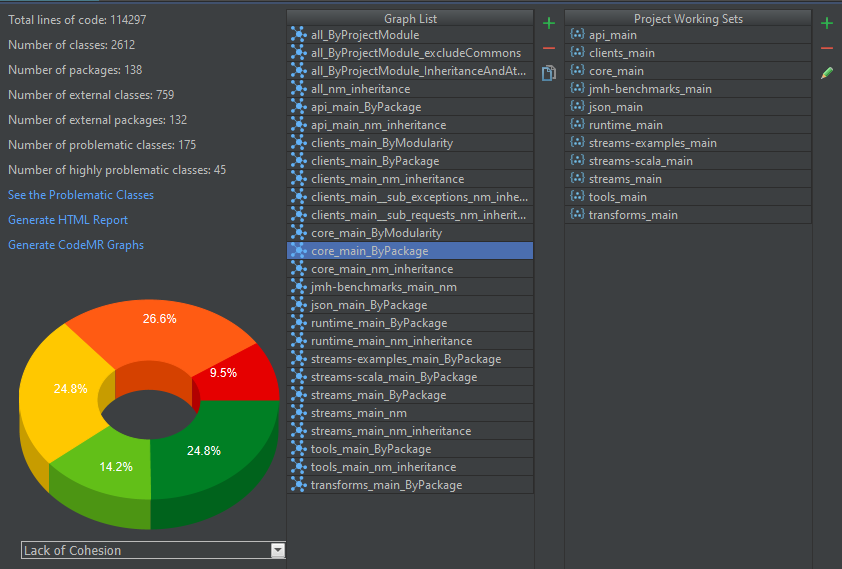 Total lines of code: 114297
Number of classes: 2612
Number of packages: 138
Number of external classes: 759
Number of external packages: 132
Number of problematic classes: 175
Number of highly problematic classes: 45
See the Problematic Classes
Generate HTML Report
Generate CodeMR Graphs
26.6%
9.5%
24.8%
24.8%
14.2%
Lack of Cohesion
Graph List
all_ByProjectModule
all_ByProjectModule_excludeCommons
all_ByProjectModule_InheritanceAndAt...
all_nm_inheritance
api_main_ByPackage
api_main_nm_inheritance
clients_main_ByModularity
clients_main_ByPackage
clients_main_nm_inheritance
clients_main__sub_exceptions_nm_inhe...
clients_main__sub_requests_nm_inherit...
core_main_ByModularity
core_main_ByPackage
core_main_nm_inheritance
jmh-benchmarks_main_nm
json_main_ByPackage
runtime_main_ByPackage
runtime_main_nm_inheritance
streams-examples_main_ByPackage
streams-scala_main_ByPackage
streams_main_ByPackage
streams_main_nm
streams_main_nm_inheritance
tools_main_ByPackage
tools_main_nm_inheritance
transforms_main_ByPackage
Project Working Sets
api_main
clients_main
core_main
jmh-benchmarks_main
json_main
runtime_main
streams-examples_main
streams-scala_main
streams_main
tools_main
transforms_main